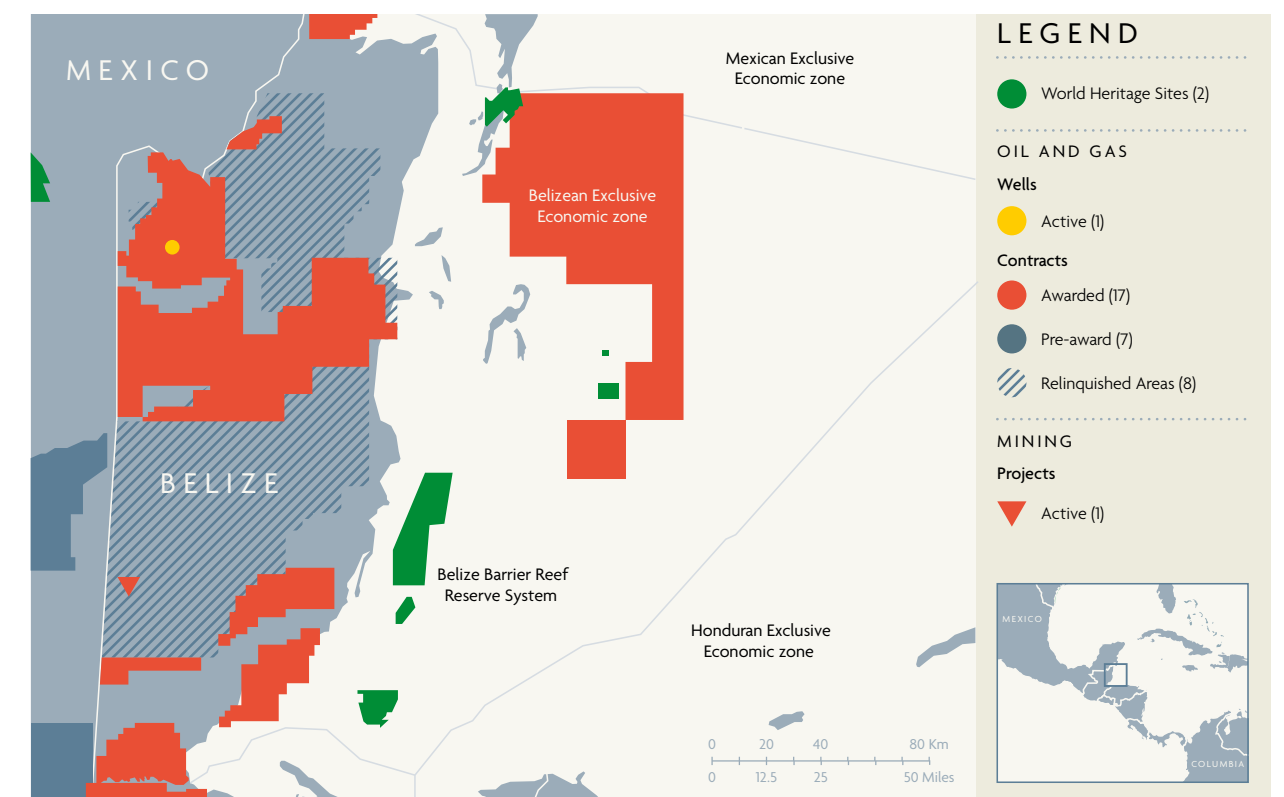 MEXICO
Mexican Exclusive
Economic zone
Belizean Exclusive
Economic zone
BELIZE
Belize Barrier Reef
Reserve System
Honduran Exclusive
Economic zone
0 20 40 80 Km
0 12.5 25 50 Miles
LEGEND
World Heritage Sites (2)
OIL AND GAS
Wells
Active (1)
Contracts
Awarded (17)
Pre-award (7)
Relinquished Areas (8)
MINING
Projects
Active (1)
MEXICO
COLUMBIA